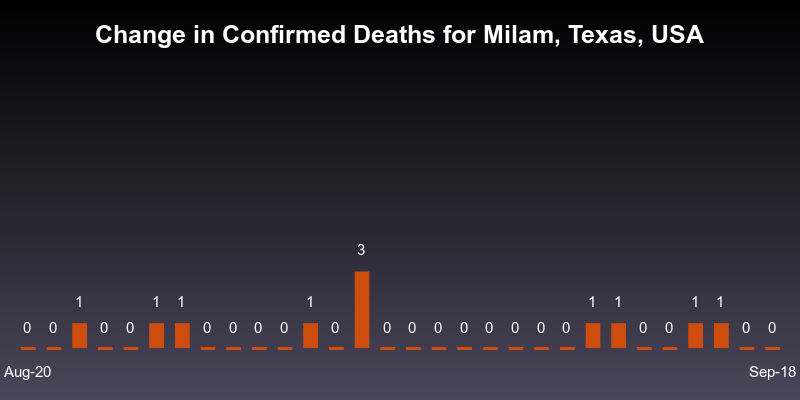 Change in Confirmed Deaths for Milam, Texas, USA
3
1 1 1 1 1 1 1 1
0 0 0 0 0 0 0 0 0 0 0 0 0 0 0 0 0 0 0 0 0
Aug-20 Sep-18